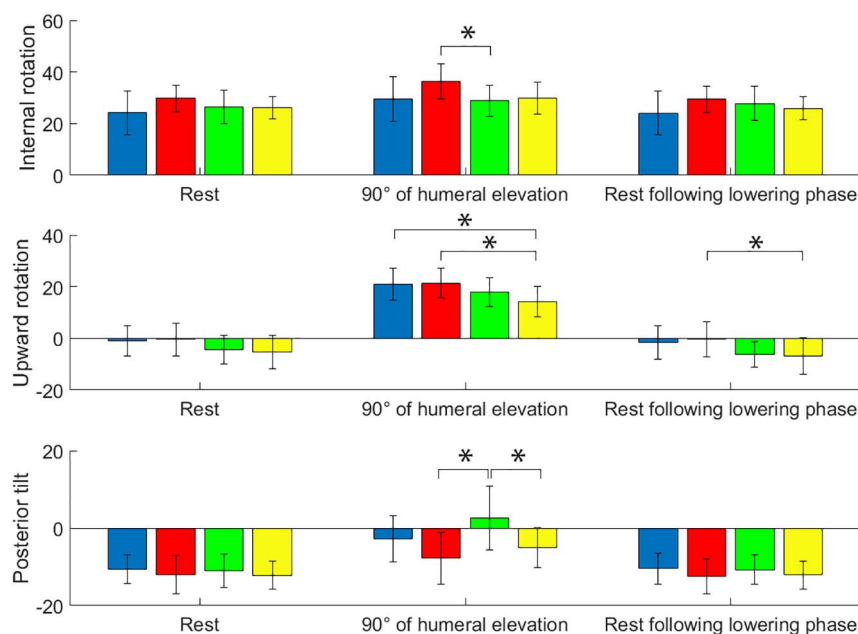 60
40
20
0
Internal rotation
*
Rest
90° of humeral elevation
Rest following lowering phase
40
20
0
-20
Upward rotation
*
*
*
Rest
90° of humeral elevation
Rest following lowering phase
20
0
-20
Posterior tilt
*
*
Rest
90° of humeral elevation
Rest following lowering phase